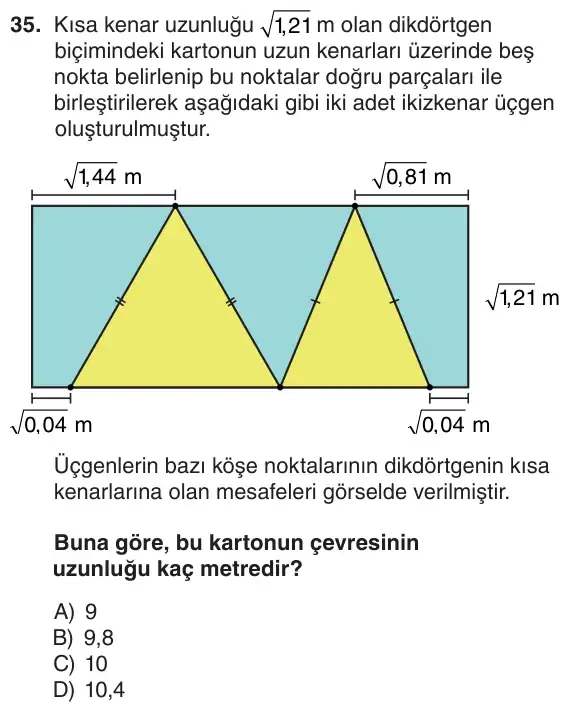 35. Kısa kenar uzunluğu √1,21 m olan dikdörtgen
biçimindeki kartonun uzun kenarları üzerinde beş
nokta belirlenip bu noktalar doğru parçaları ile
birleştirilerek aşağıdaki gibi iki adet ikizkenar üçgen
oluşturulmuştur.
√1,44 m √0,81 m
√1,21 m
√0,04 m √0,04 m
Üçgenlerin bazı köşe noktalarının dikdörtgenin kısa
kenarlarına olan mesafeleri görselde verilmiştir.
Buna göre, bu kartonun çevresinin
uzunluğu kaç metredir?
A) 9
B) 9,8
C) 10
D) 10,4